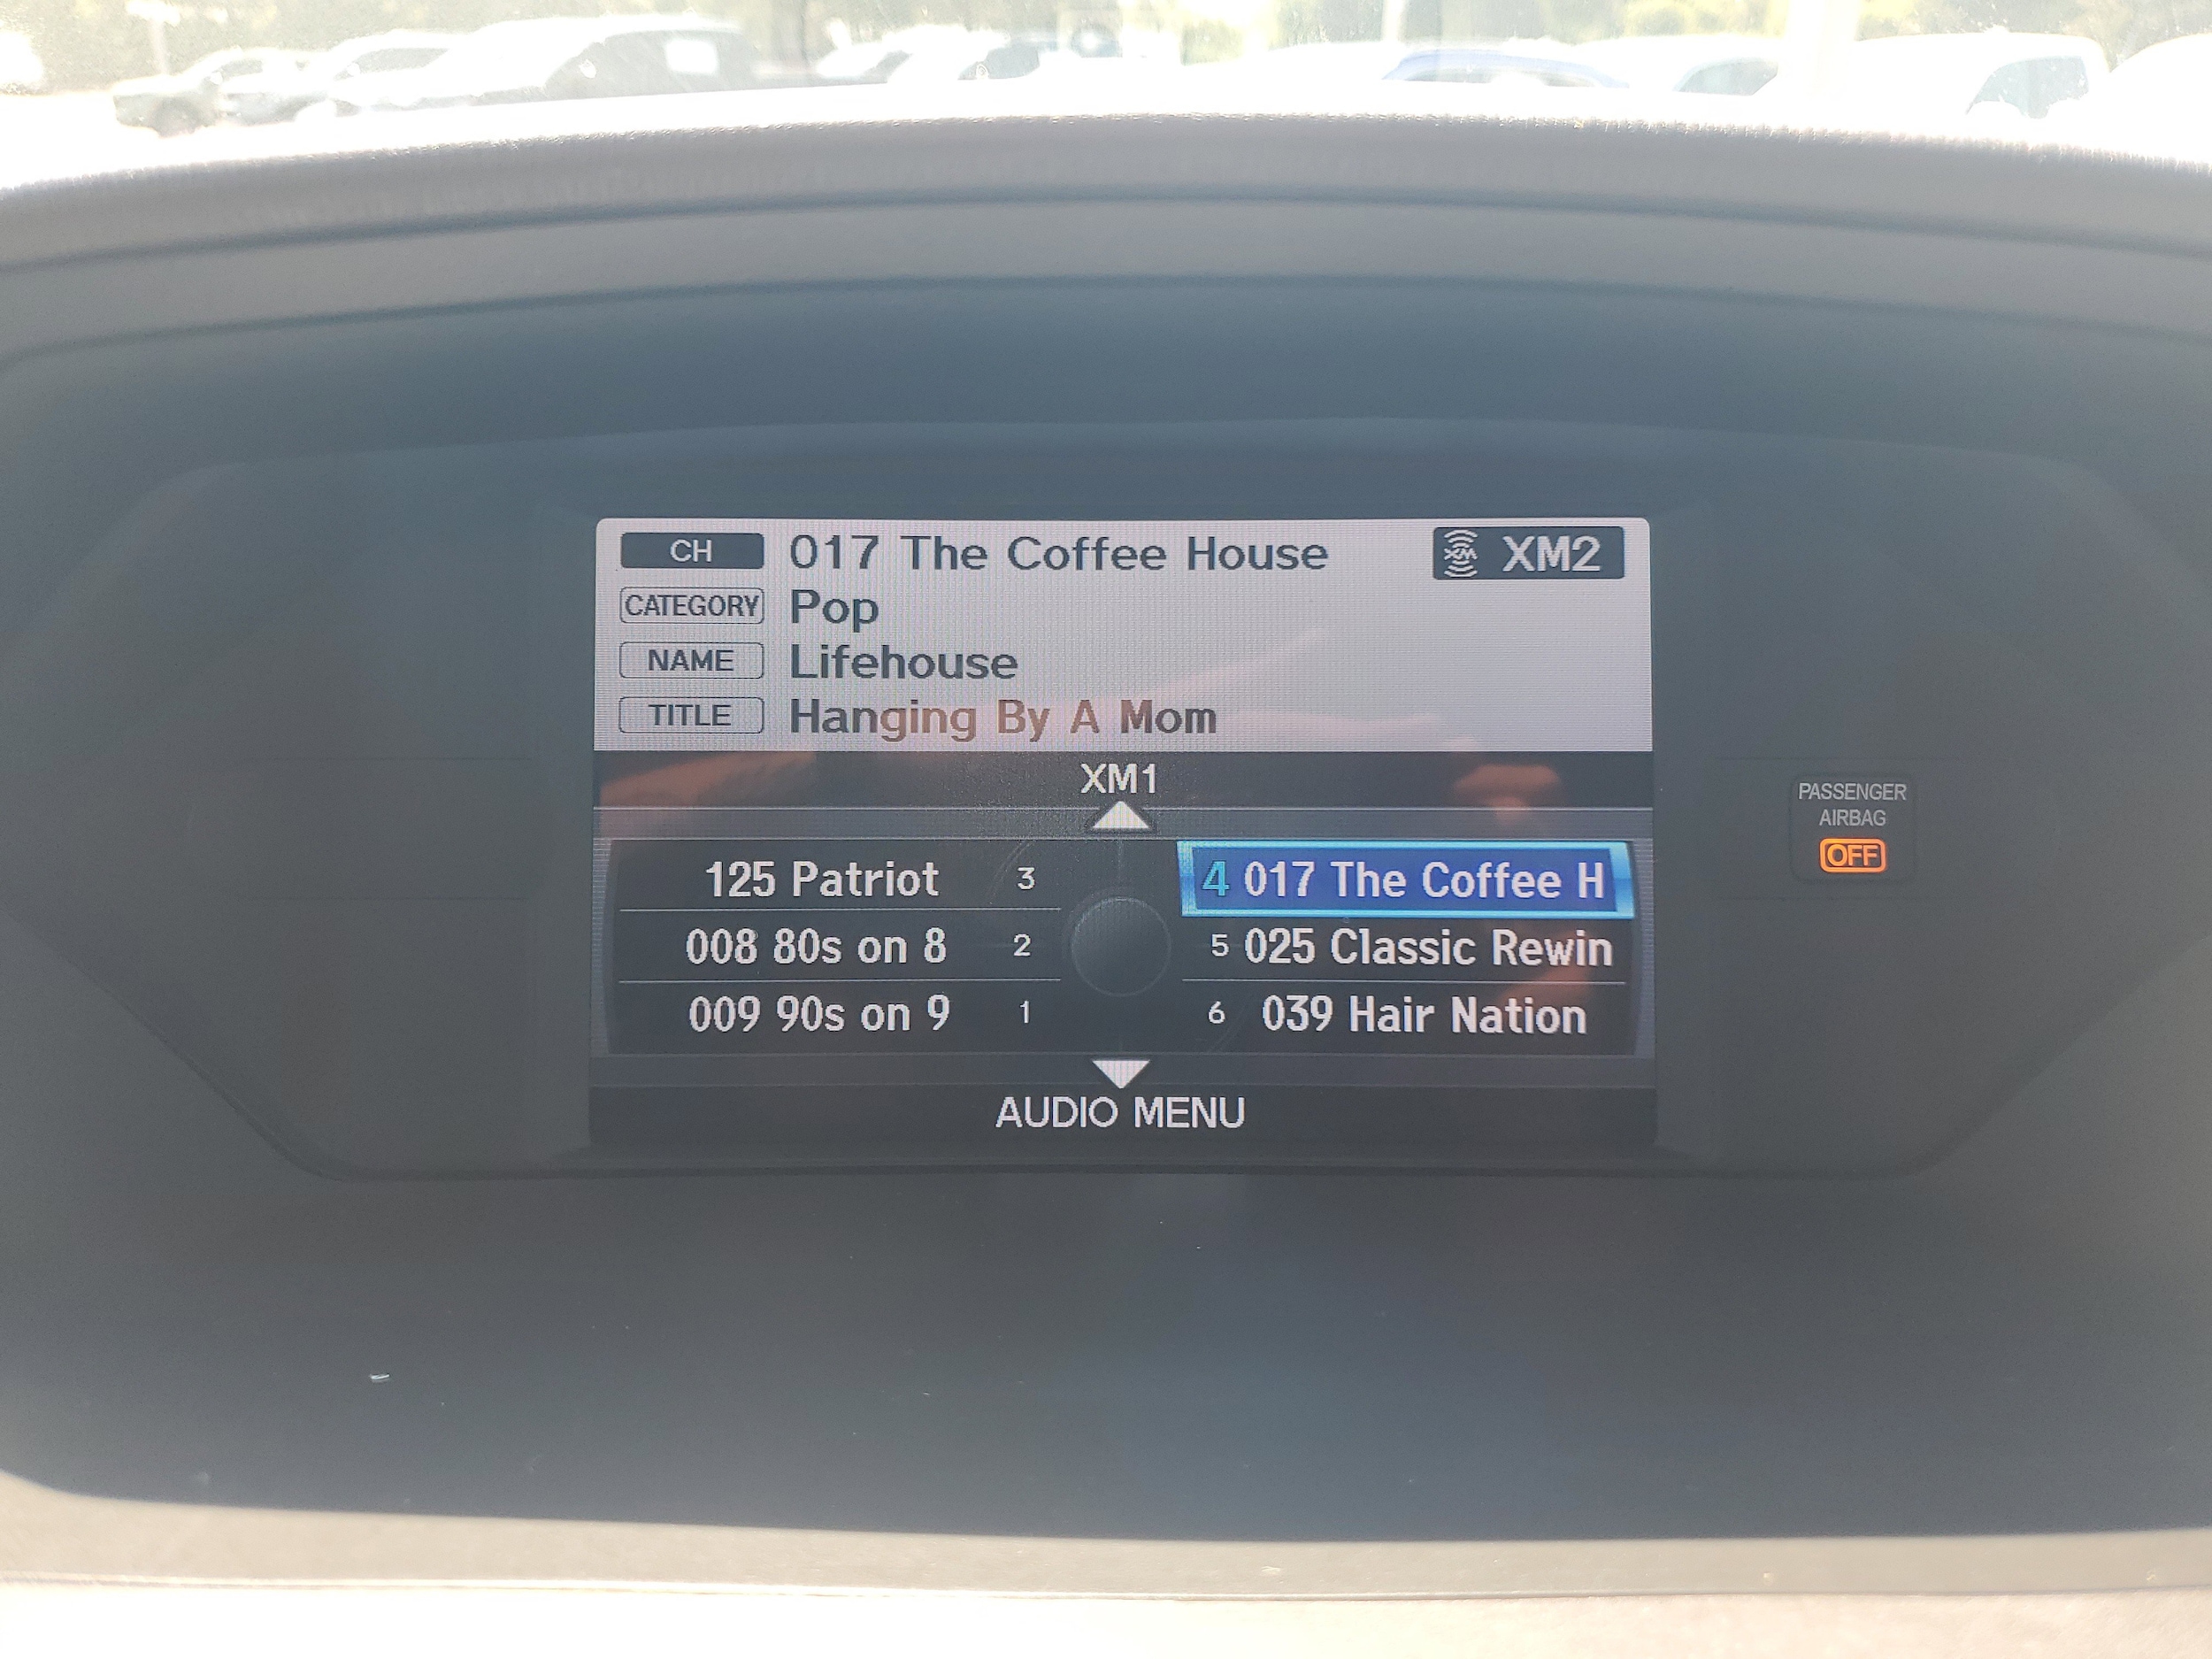 CH 017 The Coffee House XM XM2
CATEGORY Pop
NAME Lifehouse
TITLE Hanging By A Mom
XM1
125 Patriot 3 4 017 The Coffee H
008 80s on 8 2 5 025 Classic Rewin
009 90s on 9 1 6 039 Hair Nation
AUDIO MENU
PASSENGER
AIRBAG
OFF